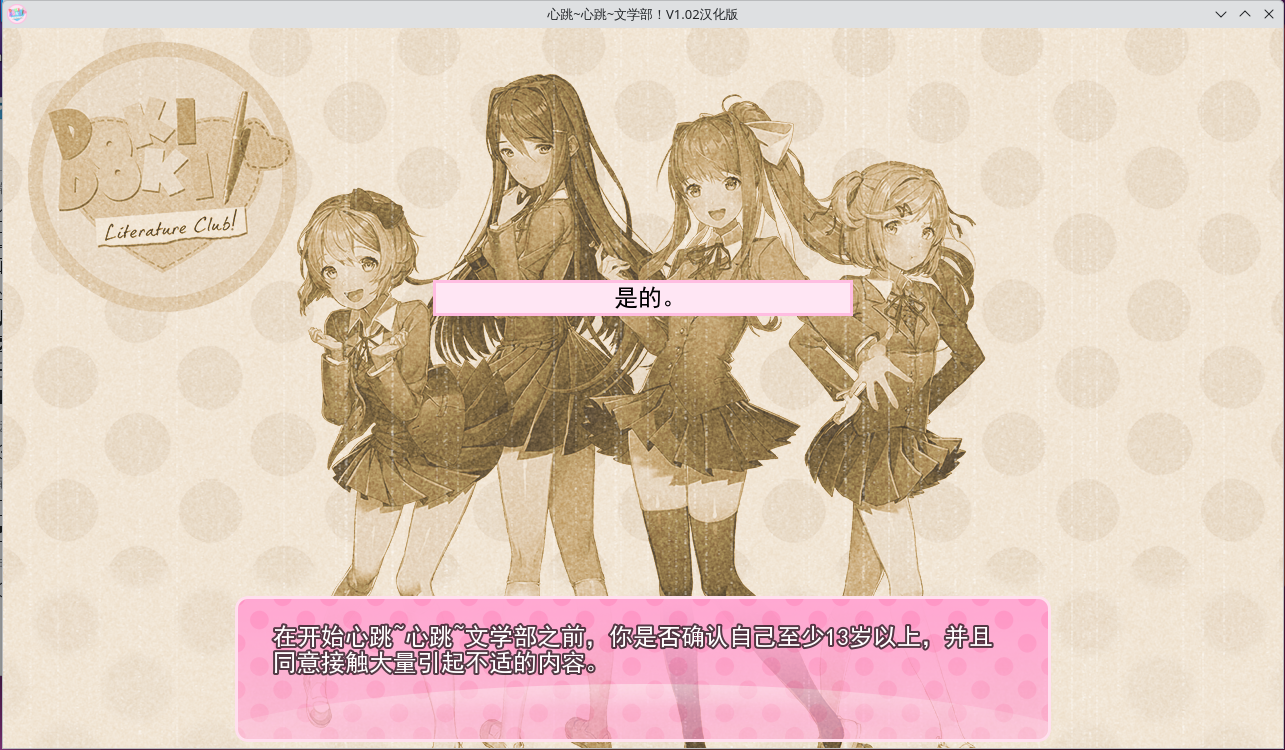 心跳~心跳~文学部！V1.02汉化版
DOKI
DOKI
Literature Club!
是的。
在开始心跳~心跳~文学部之前，你是否确认自己至少13岁以上，并且
同意接触大量引起不适的内容。